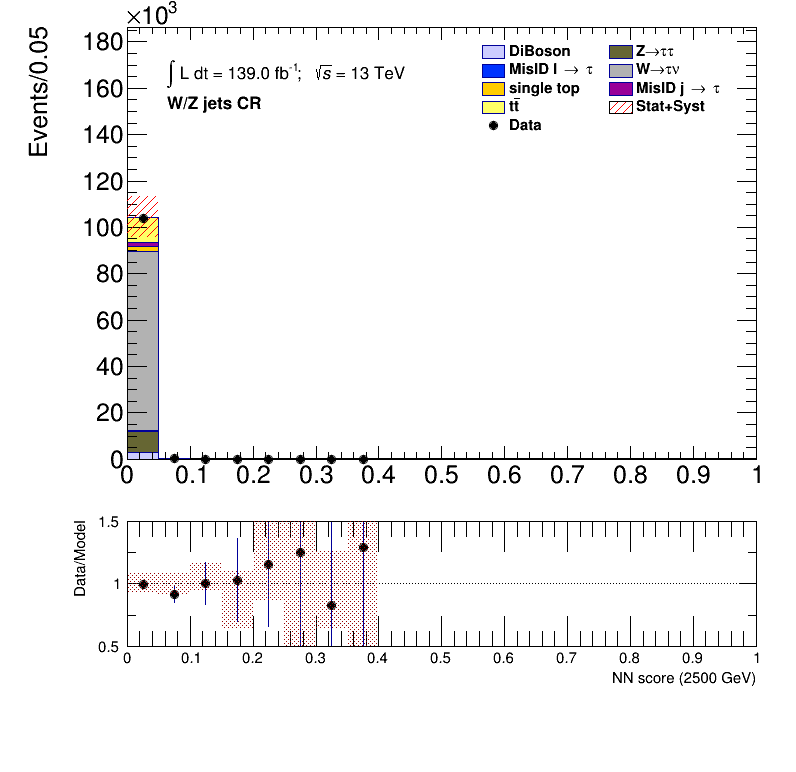 ×10³
Events/0.05
180
160
140
120
100
80
60
40
20
0
∫ L dt = 139.0 fb⁻¹; √s = 13 TeV
W/Z jets CR
DiBoson
Z→ττ
MisID l → τ
W→τν
single top
MisID j → τ
tt̄
Stat+Syst
Data
0 0.1 0.2 0.3 0.4 0.5 0.6 0.7 0.8 0.9 1
Data/Model
1.5
1
0.5
0 0.1 0.2 0.3 0.4 0.5 0.6 0.7 0.8 0.9 1
NN score (2500 GeV)